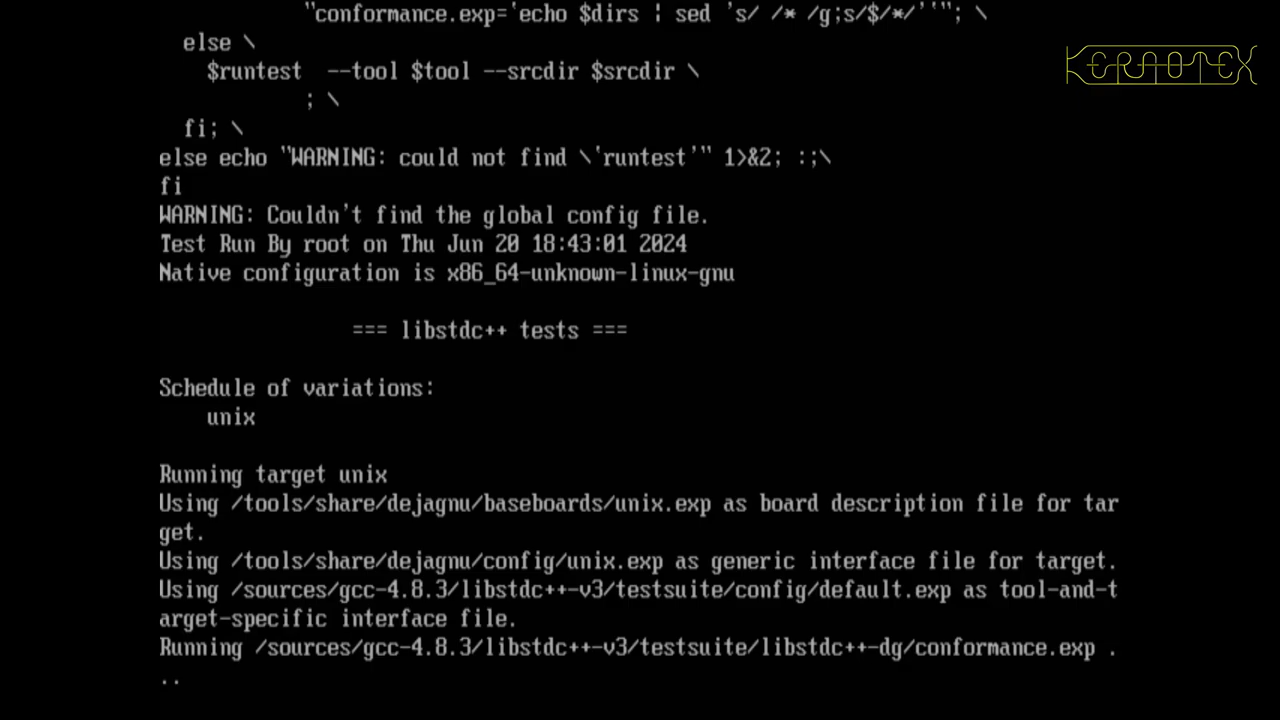 "conformance.exp=`echo $dirs | sed 's/ /* /g;s/$/*/'`"; \
else \
$runtest --tool $tool --srcdir $srcdir \
; \
fi; \
else echo "WARNING: could not find \`runtest'" 1>&2; :;\
fi
WARNING: Couldn't find the global config file.
Test Run By root on Thu Jun 20 18:43:01 2024
Native configuration is x86_64-unknown-linux-gnu
=== libstdc++ tests ===
Schedule of variations:
unix
Running target unix
Using /tools/share/dejagnu/baseboards/unix.exp as board description file for tar
get.
Using /tools/share/dejagnu/config/unix.exp as generic interface file for target.
Using /sources/gcc-4.8.3/libstdc++-v3/testsuite/config/default.exp as tool-and-t
arget-specific interface file.
Running /sources/gcc-4.8.3/libstdc++-v3/testsuite/libstdc++-dg/conformance.exp .
..